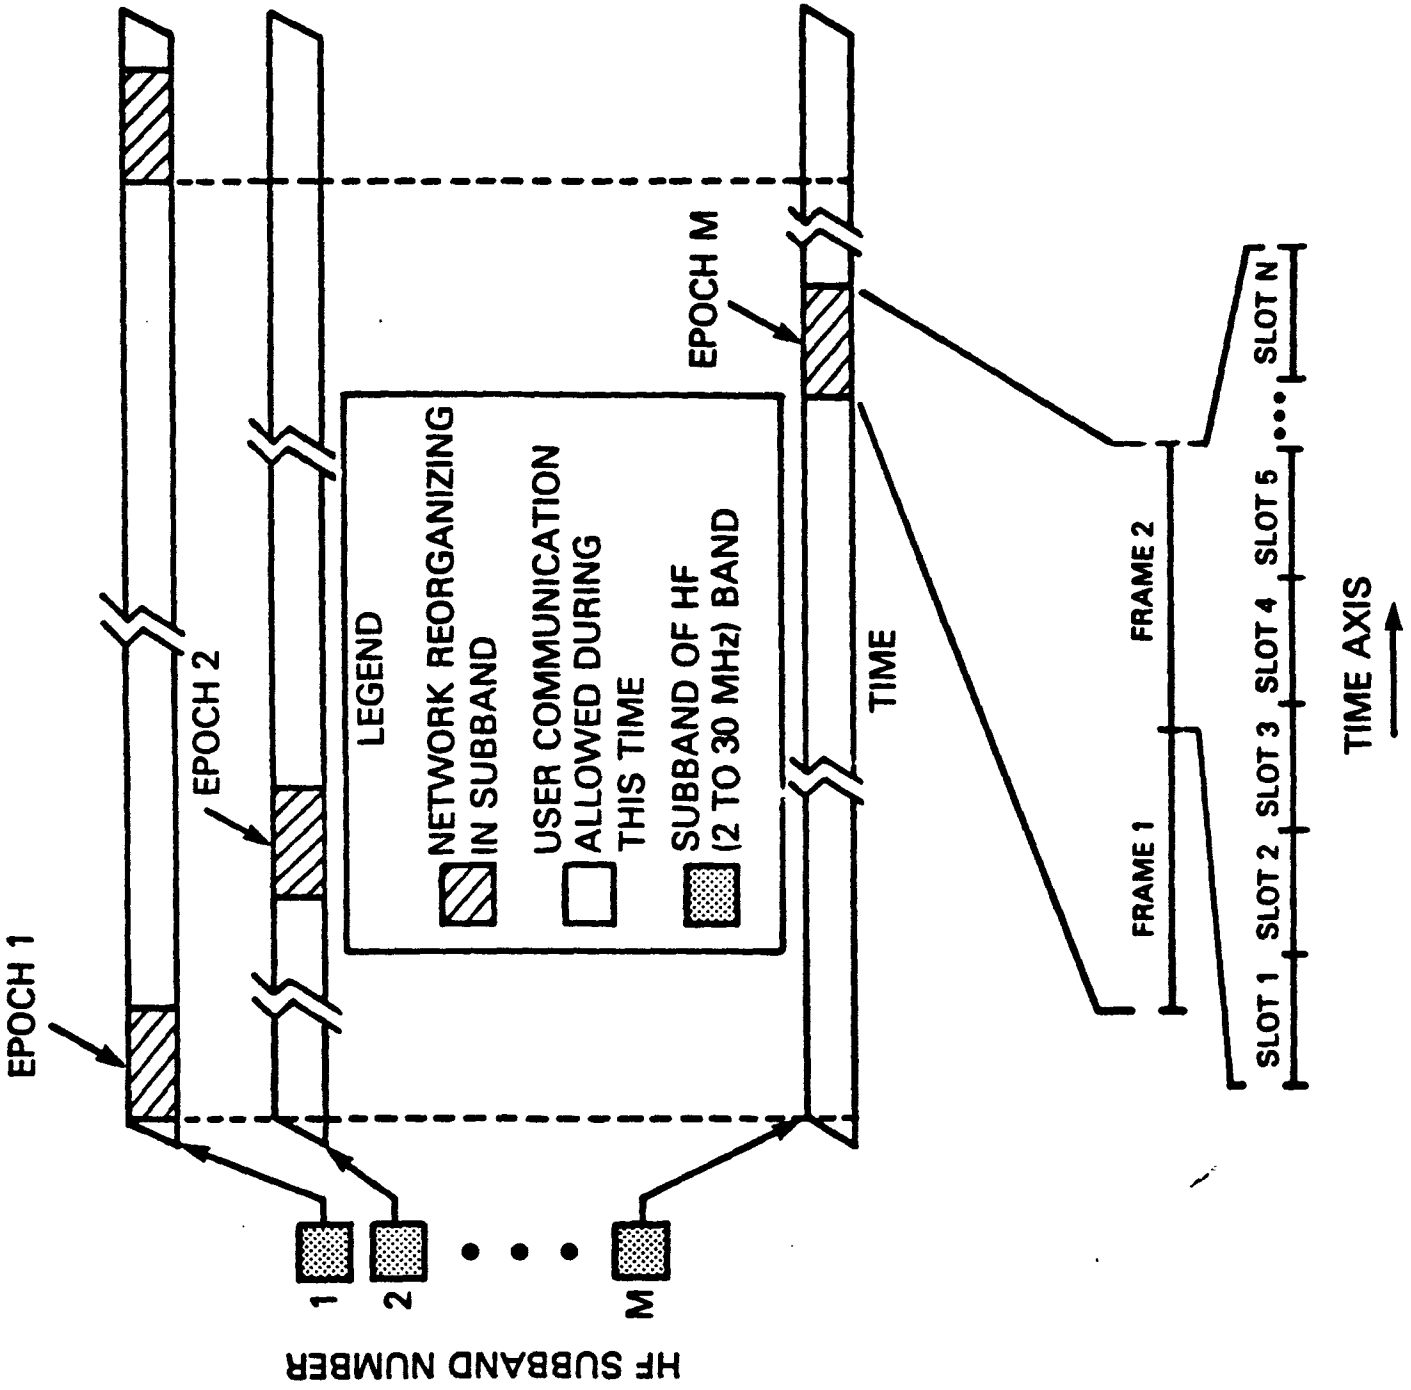 EPOCH 1
EPOCH 2
EPOCH M
HF SUBBAND NUMBER
1
2
M
LEGEND
NETWORK REORGANIZING
IN SUBBAND
USER COMMUNICATION
ALLOWED DURING
THIS TIME
SUBBAND OF HF
(2 TO 30 MHz) BAND
TIME
FRAME 1
FRAME 2
SLOT 1
SLOT 2
SLOT 3
SLOT 4
SLOT 5
SLOT N
TIME AXIS